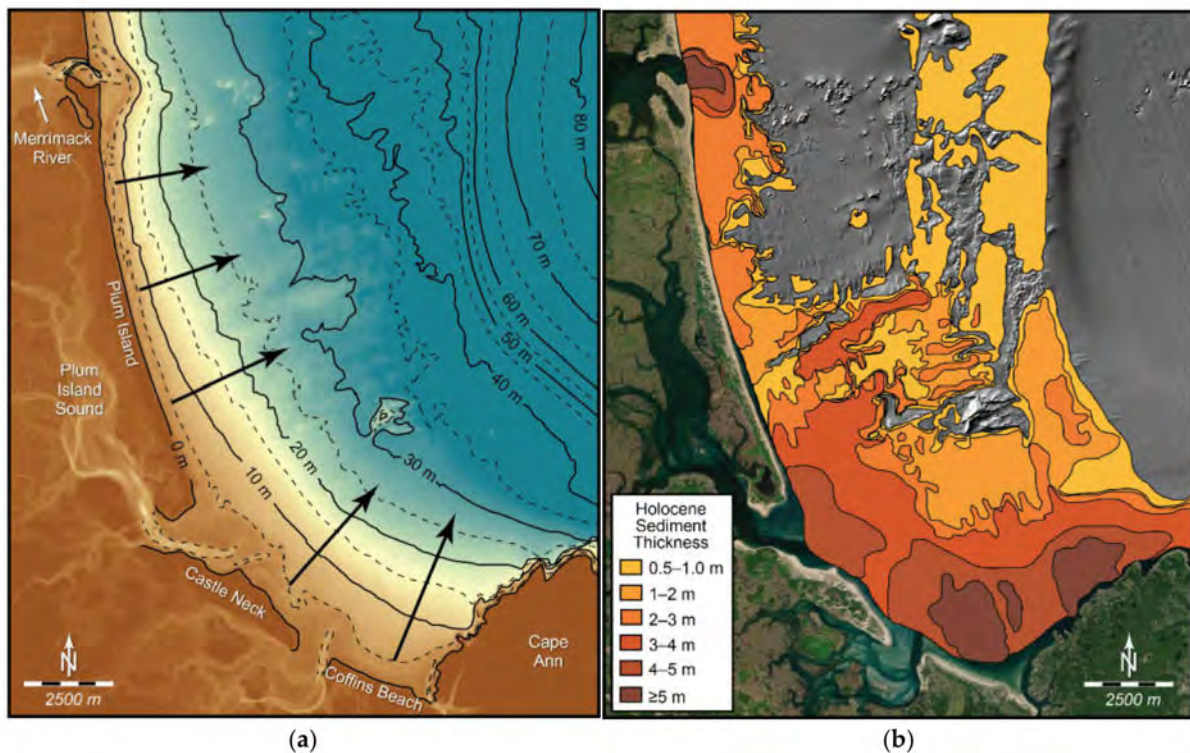 Merrimack
River
Plum Island
Plum
Island
Sound
0 m
10 m
20 m
30 m
40 m
50 m
60 m
70 m
80 m
Castle Neck
Coffins Beach
Cape
Ann
N
2500 m
(a)
Holocene
Sediment
Thickness
0.5–1.0 m
1–2 m
2–3 m
3–4 m
4–5 m
≥5 m
N
2500 m
(b)